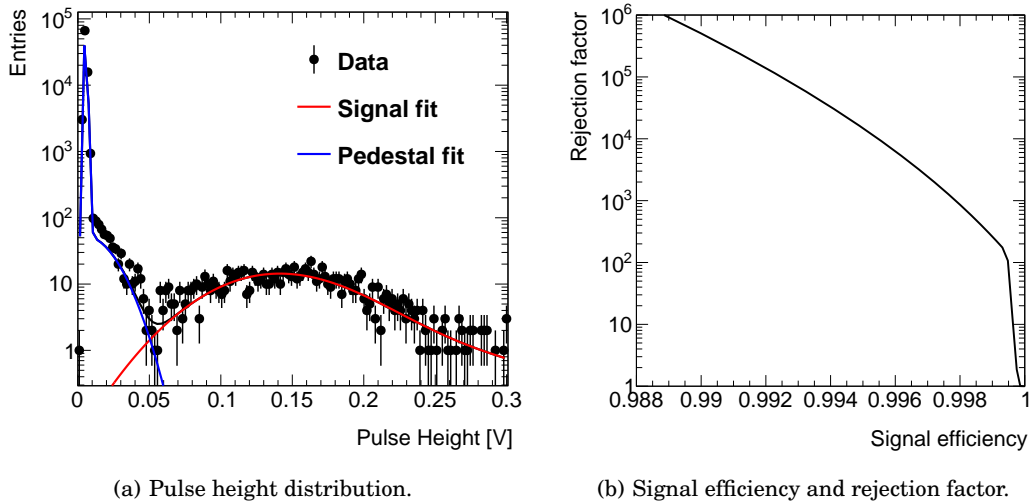 Entries
10^5
10^4
10^3
10^2
10
1
0 0.05 0.1 0.15 0.2 0.25 0.3
Pulse Height [V]
Data
Signal fit
Pedestal fit
(a) Pulse height distribution.
Rejection factor
10^6
10^5
10^4
10^3
10^2
10
1
0.988 0.99 0.992 0.994 0.996 0.998 1
Signal efficiency
(b) Signal efficiency and rejection factor.